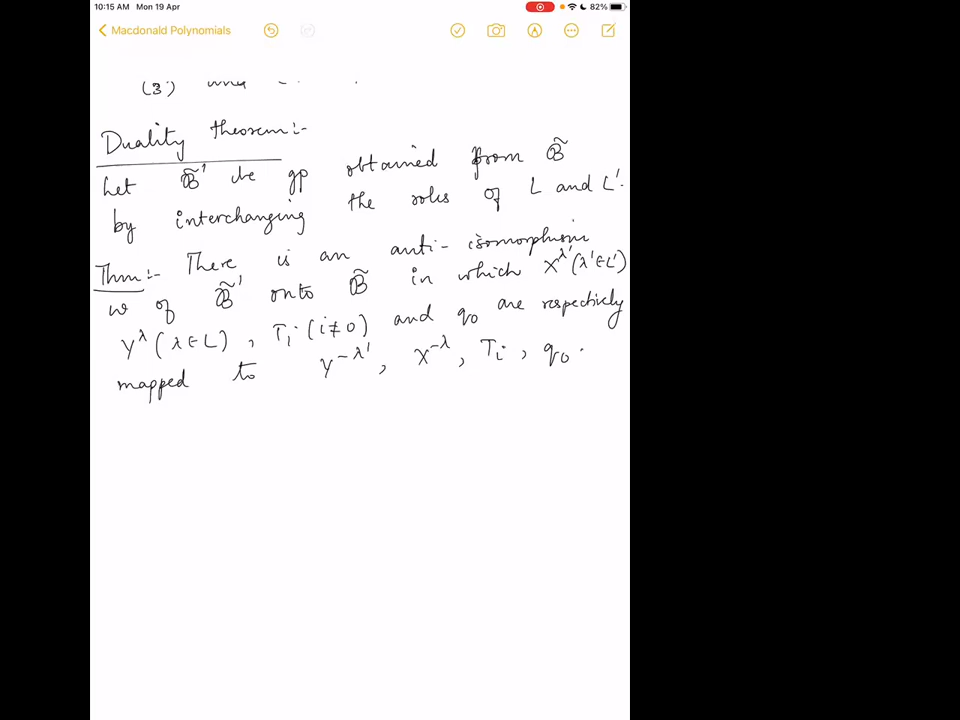 10:15 AM Mon 19 Apr
82%
Macdonald Polynomials
(3)
Duality theorem:-
Let B̃' be gp obtained from B̃
by interchanging the roles of L and L'.
Thm:- There is an anti-isomorphism
w of B̃' onto B̃ in which X^λ' (λ'∈L')
Y^λ (λ∈L), T_i (i≠0) and q_0 are respectively
mapped to Y^-λ', X^-λ, T_i, q_0.